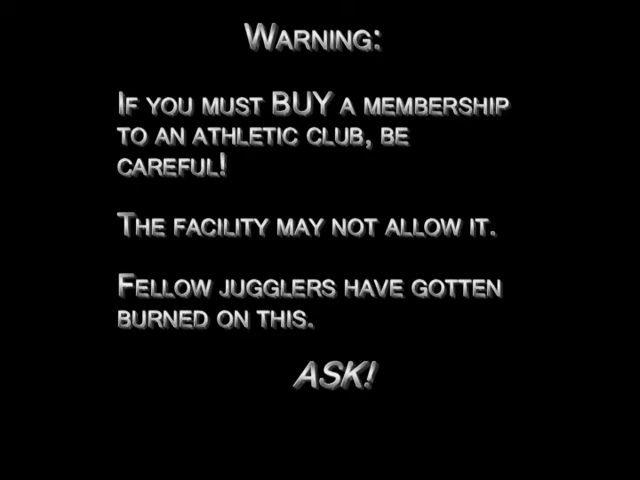 Warning:
If you must BUY a membership
to an athletic club, be
careful!
The facility may not allow it.
Fellow jugglers have gotten
burned on this.
ASK!